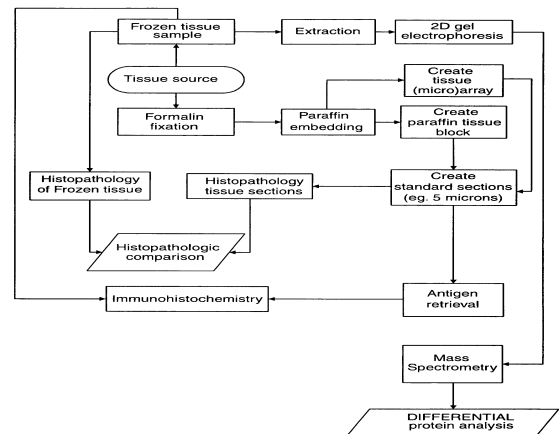 Frozen tissue
sample
Extraction
2D gel
electrophoresis
Tissue source
Create
tissue
(micro)array
Formalin
fixation
Paraffin
embedding
Create
paraffin tissue
block
Histopathology
of Frozen tissue
Histopathology
tissue sections
Create
standard sections
(eg. 5 microns)
Histopathologic
comparison
Immunohistochemistry
Antigen
retrieval
Mass
Spectrometry
DIFFERENTIAL
protein analysis